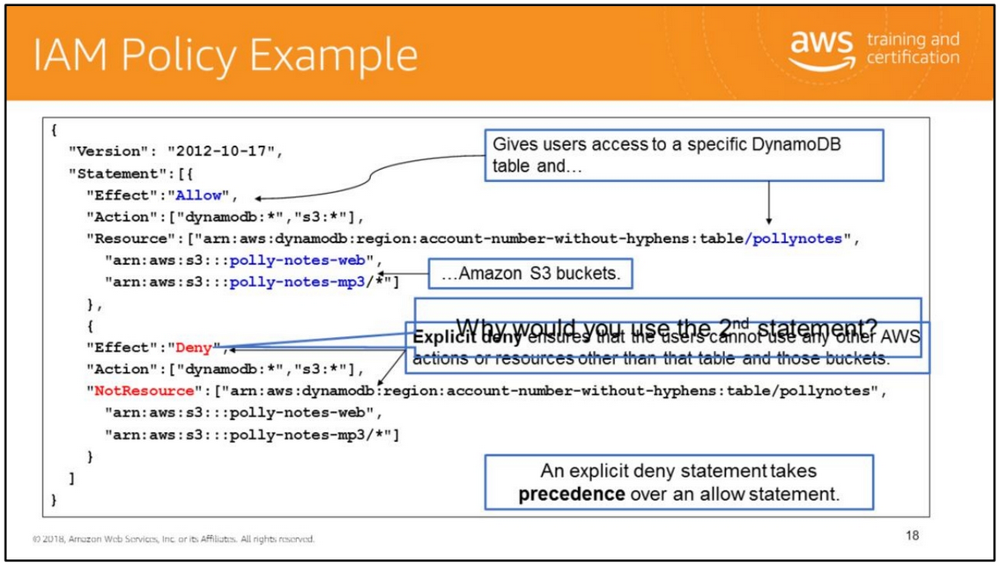 IAM Policy Example
aws training and certification
{
"Version": "2012-10-17",
"Statement":[{
"Effect":"Allow",
"Action":["dynamodb:*","s3:*"],
"Resource":["arn:aws:dynamodb:region:account-number-without-hyphens:table/pollynotes",
"arn:aws:s3:::polly-notes-web",
"arn:aws:s3:::polly-notes-mp3/*"]
},
{
"Effect":"Deny",
"Action":["dynamodb:*","s3:*"],
"NotResource":["arn:aws:dynamodb:region:account-number-without-hyphens:table/pollynotes",
"arn:aws:s3:::polly-notes-web",
"arn:aws:s3:::polly-notes-mp3/*"]
}
]
}
Gives users access to a specific DynamoDB
table and…
…Amazon S3 buckets.
Why would you use the 2nd statement?
Explicit deny ensures that the users cannot use any other AWS
actions or resources other than that table and those buckets.
An explicit deny statement takes
precedence over an allow statement.
© 2018, Amazon Web Services, Inc. or its Affiliates. All rights reserved.
18